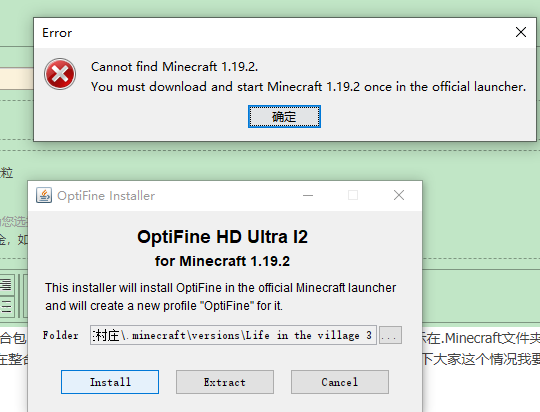 Error
Cannot find Minecraft 1.19.2.
You must download and start Minecraft 1.19.2 once in the official launcher.
确定
粒
金，如
OptiFine Installer
OptiFine HD Ultra I2
for Minecraft 1.19.2
This installer will install OptiFine in the official Minecraft launcher
and will create a new profile "OptiFine" for it.
Folder
村庄\.minecraft\versions\Life in the village 3
...
Install
Extract
Cancel
合包
示在.Minecraft文件夹
在整合
下大家这个情况我要